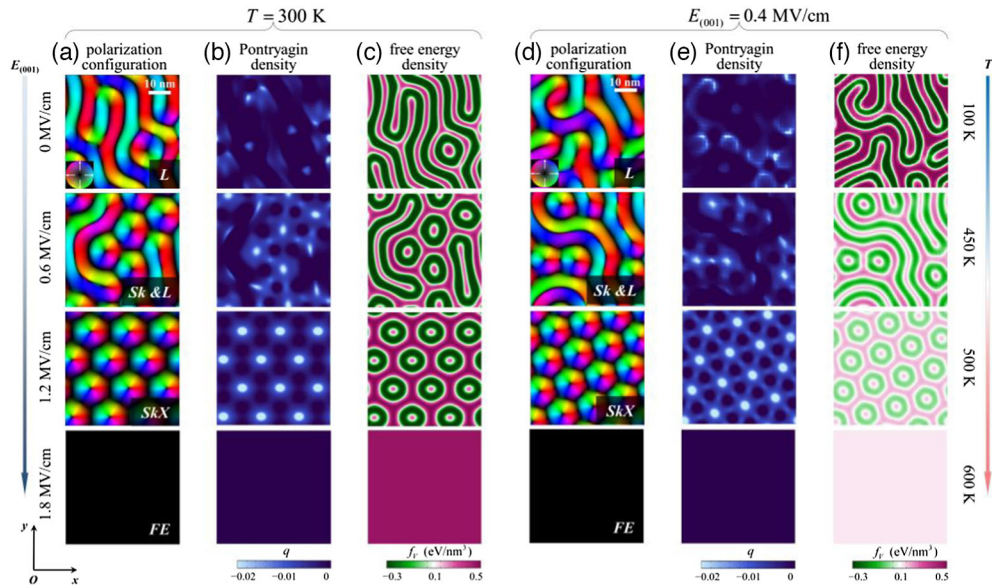 T = 300 K
E(001) = 0.4 MV/cm
(a) polarization configuration
(b) Pontryagin density
(c) free energy density
(d) polarization configuration
(e) Pontryagin density
(f) free energy density
E(001)
T
0 MV/cm
10 nm
L
10 nm
L
100 K
0.6 MV/cm
Sk &L
Sk &L
450 K
1.2 MV/cm
SkX
SkX
500 K
1.8 MV/cm
FE
FE
600 K
y
O
x
q
−0.02 −0.01 0
fV (eV/nm³)
−0.3 0.1 0.5
q
−0.02 −0.01 0
fV (eV/nm³)
−0.3 0.1 0.5